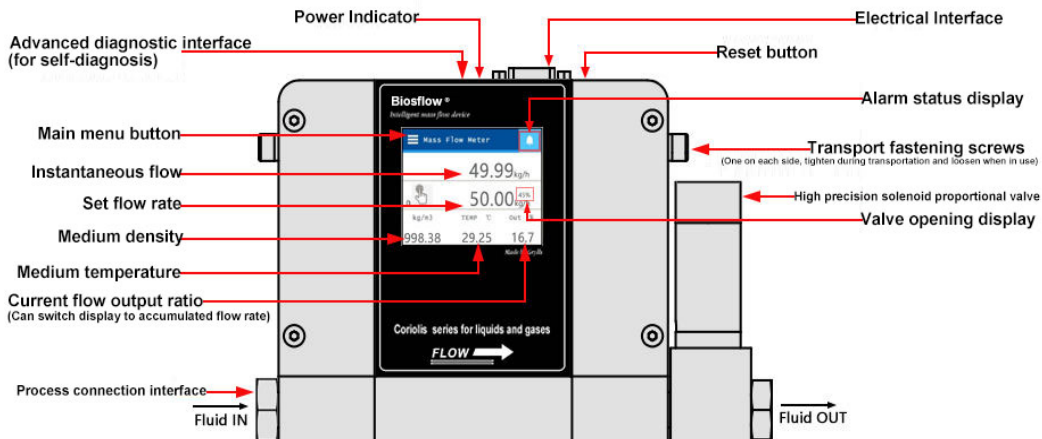 Power Indicator
Electrical Interface
Advanced diagnostic interface
(for self-diagnosis)
Reset button
Biosflow ®
Intelligent mass flow device
Alarm status display
Main menu button
Mass Flow Meter
Transport fastening screws
(One on each side, tighten during transportation and loosen when in use)
Instantaneous flow
49.99 kg/h
High precision solenoid proportional valve
Set flow rate
50.00
Valve opening display
kg/m3 TEMP ℃ Out
Medium density
998.38 29.25 16.7
Medium temperature
Current flow output ratio
(Can switch display to accumulated flow rate)
Coriolis series for liquids and gases
FLOW
Process connection interface
Fluid IN
Fluid OUT